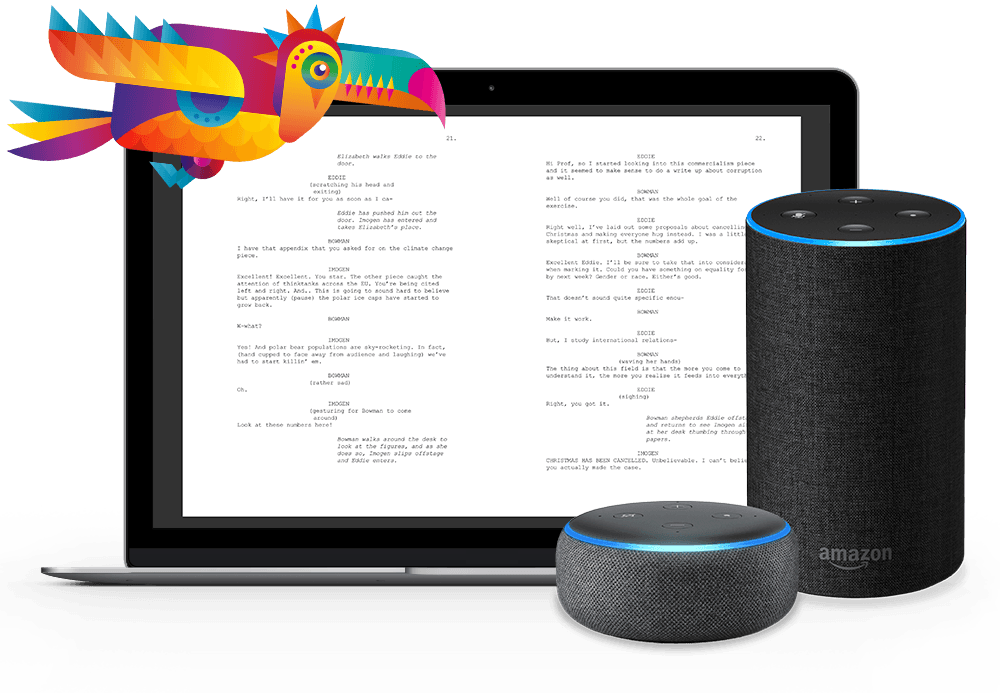 21.
Elizabeth walks Eddie to the
door.
EDDIE
(scratching his head and
exiting)
Right, I'll have it for you as soon as I ca-
Eddie has pushed him out the
door. Imogen has entered and
takes Elizabeth's place.
BOWMAN
I have that appendix that you asked for on the climate change
piece.
IMOGEN
Excellent! Excellent. You star. The other piece caught the
attention of thinktanks across the EU. You're being cited
left and right. And.. This is going to sound hard to believe
but apparently (pause) the polar ice caps have started to
grow back.
BOWMAN
W-what?
IMOGEN
Yes! And polar bear populations are sky-rocketing. In fact,
(hand cupped to face away from audience and laughing) we've
had to start killin' em.
BOWMAN
(rather sad)
Oh.
IMOGEN
(gesturing for Bowman to come
around)
Look at these numbers here!
Bowman walks around the desk to
look at the figures, and as she
does so, Imogen slips offstage
and Eddie enters.
22.
EDDIE
Hi Prof, so I started looking into this commercialism piece
and it seemed to make sense to do a write up about corruption
as well.
BOWMAN
Well of course you did, that was the whole goal of the
exercise.
EDDIE
Right well, I've laid out some proposals about cancellin
Christmas and making everyone hug instead. I was a littl
skeptical at first, but the numbers add up.
BOWMAN
Excellent Eddie. I'll be sure to take that into considera
when marking it. Could you have something on equality fo
by next week? Gender or race. Either's good.
EDDIE
That doesn't sound quite specific enou-
BOWMAN
Make it work.
EDDIE
But, I study international relations-
BOWMAN
(waving her hands)
The thing about this field is that the more you come to
understand it, the more you realise it feeds into everyth
EDDIE
(sighing)
Right, you got it.
Bowman shepherds Eddie offst
and returns to see Imogen si
at her desk thumbing through
papers.
IMOGEN
CHRISTMAS HAS BEEN CANCELLED. Unbelievable. I can't belie
you actually made the case.
amazon